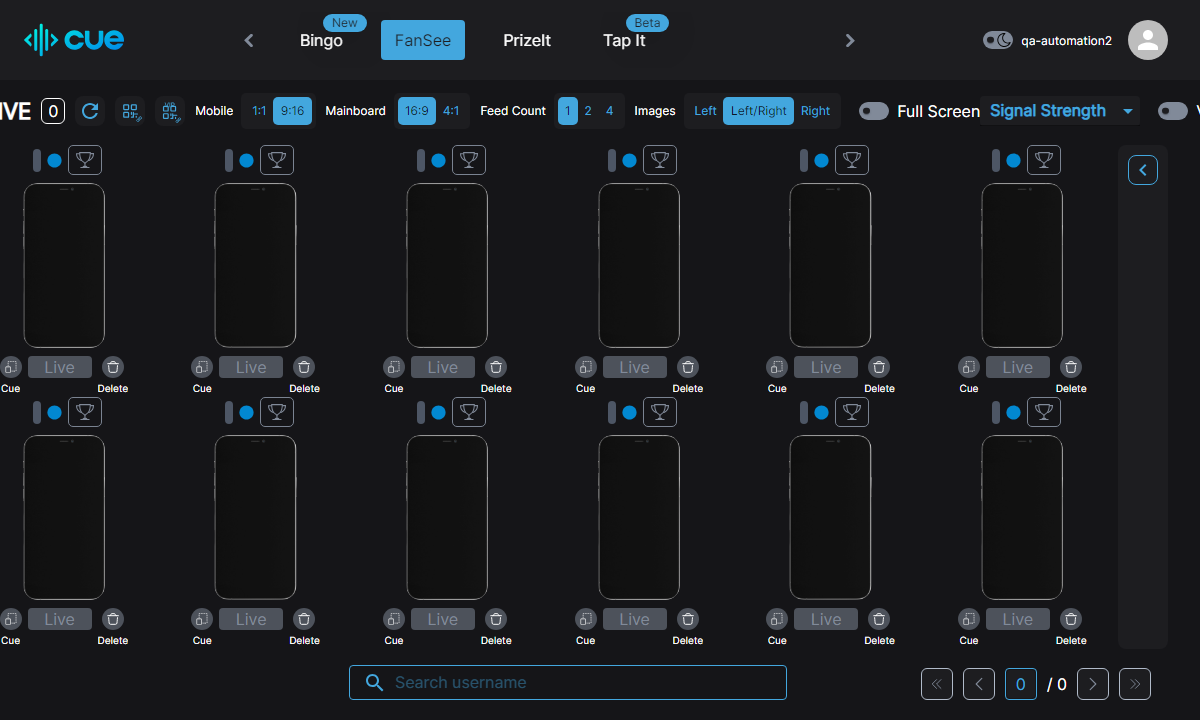 cue
New
Bingo
FanSee
PrizeIt
Beta
Tap It
qa-automation2
IVE 0
Mobile 1:1 9:16 Mainboard 16:9 4:1 Feed Count 1 2 4 Images Left Left/Right Right Full Screen Signal Strength
Live Live Live Live Live Live
Cue Delete Cue Delete Cue Delete Cue Delete Cue Delete Cue Delete
Live Live Live Live Live Live
Cue Delete Cue Delete Cue Delete Cue Delete Cue Delete Cue Delete
Search username
0 / 0